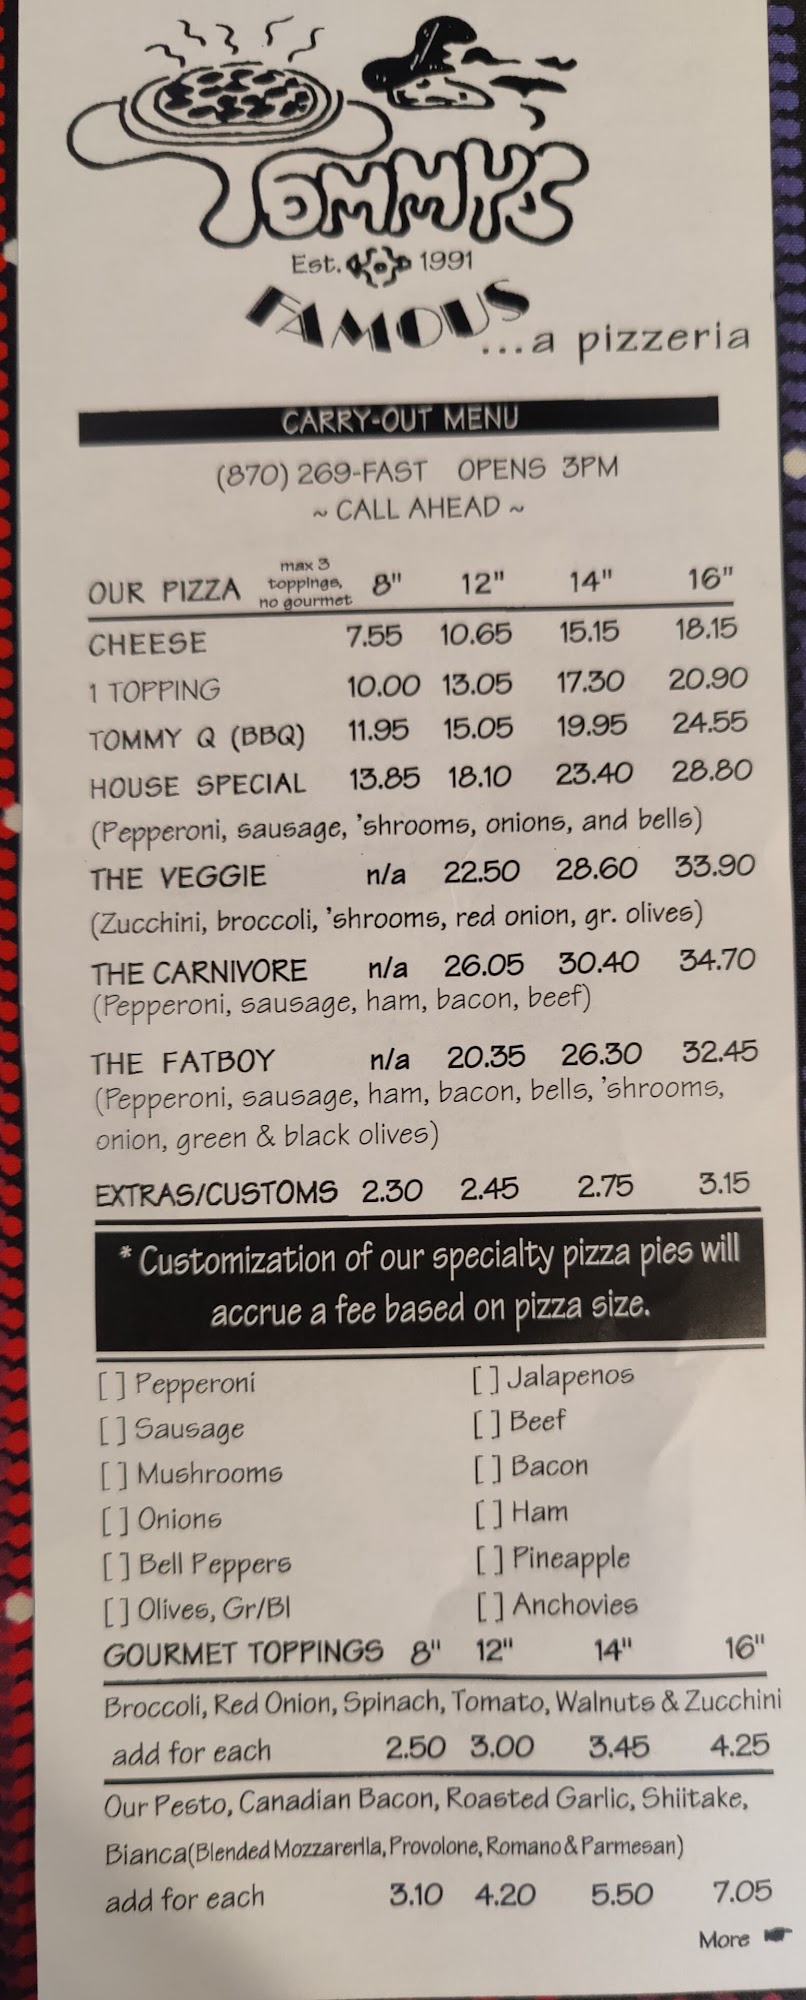 TOMMY'S
Est. 1991
FAMOUS
...a pizzeria
CARRY-OUT MENU
(870) 269-FAST OPENS 3PM
~ CALL AHEAD ~
OUR PIZZA max 3 toppings, no gourmet 8" 12" 14" 16"
CHEESE 7.55 10.65 15.15 18.15
1 TOPPING 10.00 13.05 17.30 20.90
TOMMY Q (BBQ) 11.95 15.05 19.95 24.55
HOUSE SPECIAL 13.85 18.10 23.40 28.80
(Pepperoni, sausage, 'shrooms, onions, and bells)
THE VEGGIE n/a 22.50 28.60 33.90
(Zucchini, broccoli, 'shrooms, red onion, gr. olives)
THE CARNIVORE n/a 26.05 30.40 34.70
(Pepperoni, sausage, ham, bacon, beef)
THE FATBOY n/a 20.35 26.30 32.45
(Pepperoni, sausage, ham, bacon, bells, 'shrooms,
onion, green & black olives)
EXTRAS/CUSTOMS 2.30 2.45 2.75 3.15
* Customization of our specialty pizza pies will
accrue a fee based on pizza size.
[ ] Pepperoni [ ] Jalapenos
[ ] Sausage [ ] Beef
[ ] Mushrooms [ ] Bacon
[ ] Onions [ ] Ham
[ ] Bell Peppers [ ] Pineapple
[ ] Olives, Gr/Bl [ ] Anchovies
GOURMET TOPPINGS 8" 12" 14" 16"
Broccoli, Red Onion, Spinach, Tomato, Walnuts & Zucchini
add for each 2.50 3.00 3.45 4.25
Our Pesto, Canadian Bacon, Roasted Garlic, Shiitake,
Bianca(Blended Mozzarerlla, Provolone, Romano & Parmesan)
add for each 3.10 4.20 5.50 7.05
More